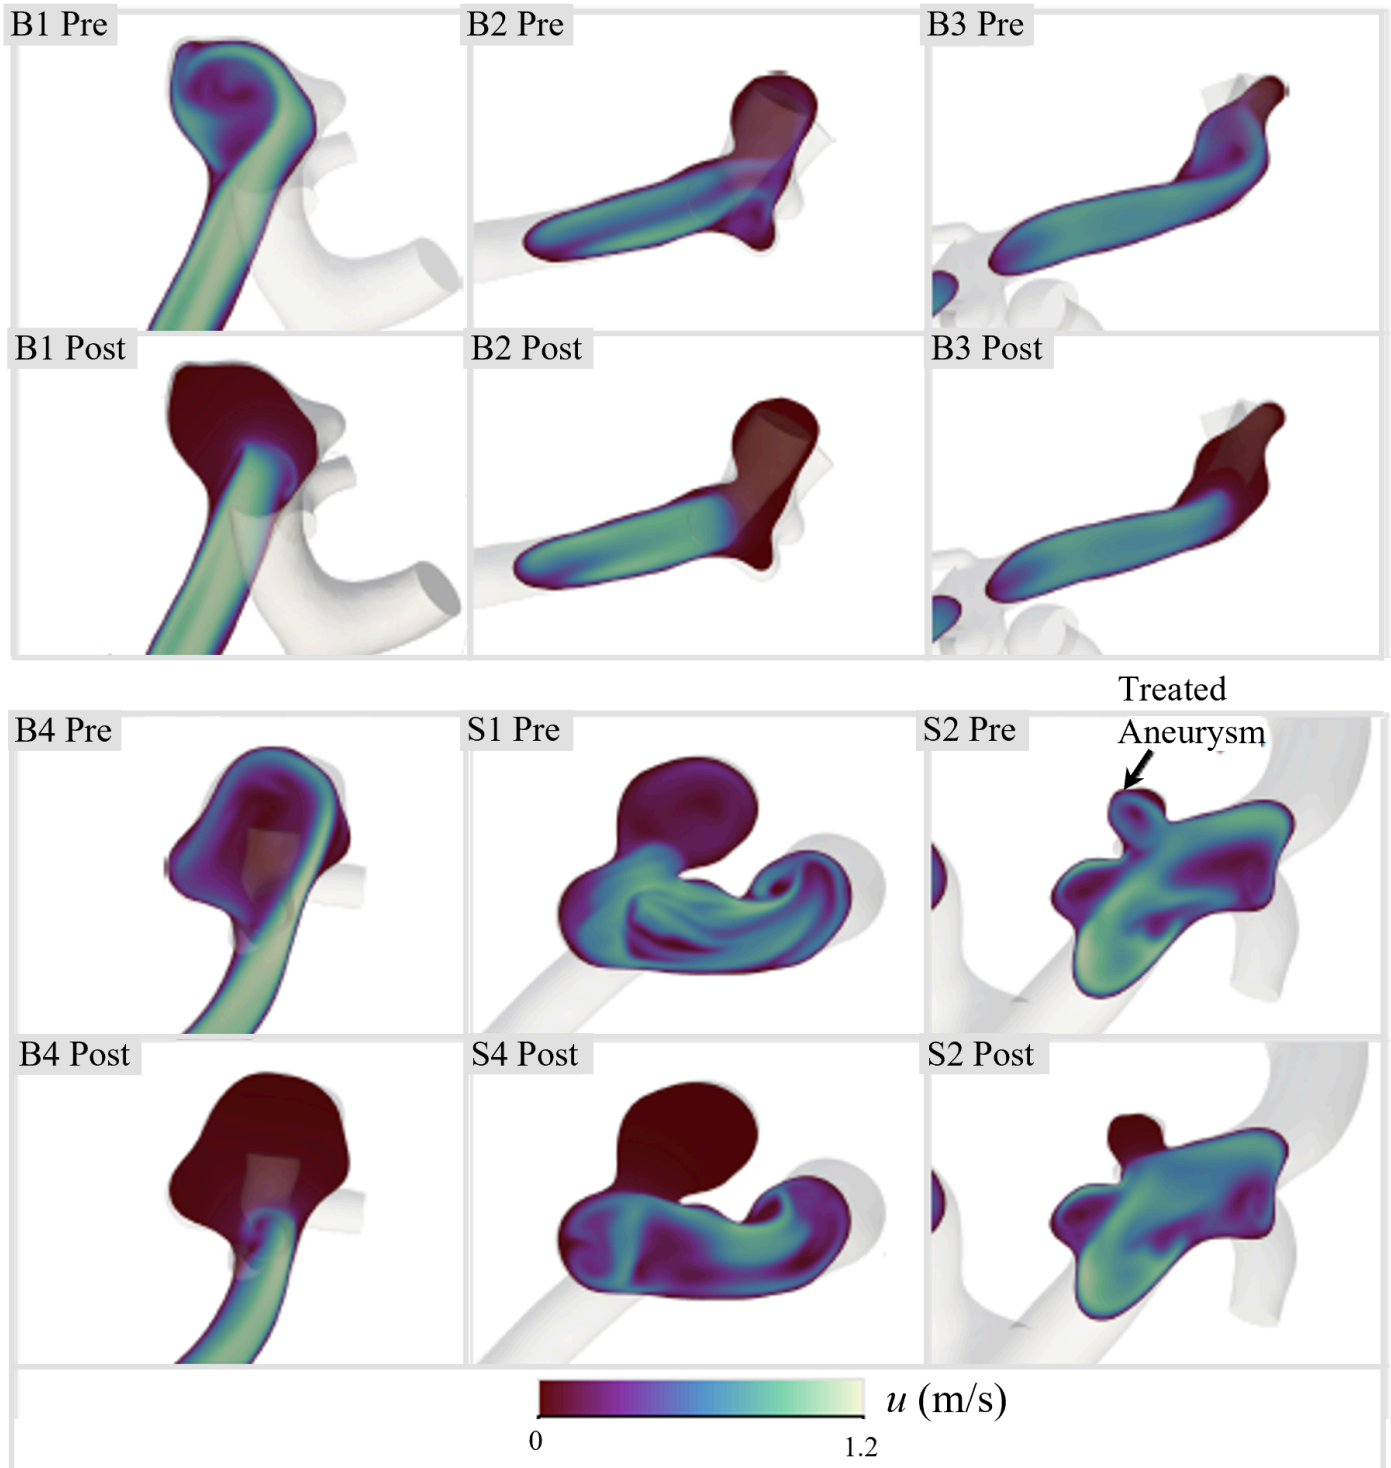 B1 Pre
B2 Pre
B3 Pre
B1 Post
B2 Post
B3 Post
Treated
Aneurysm
B4 Pre
S1 Pre
S2 Pre
B4 Post
S4 Post
S2 Post
u (m/s)
0
1.2